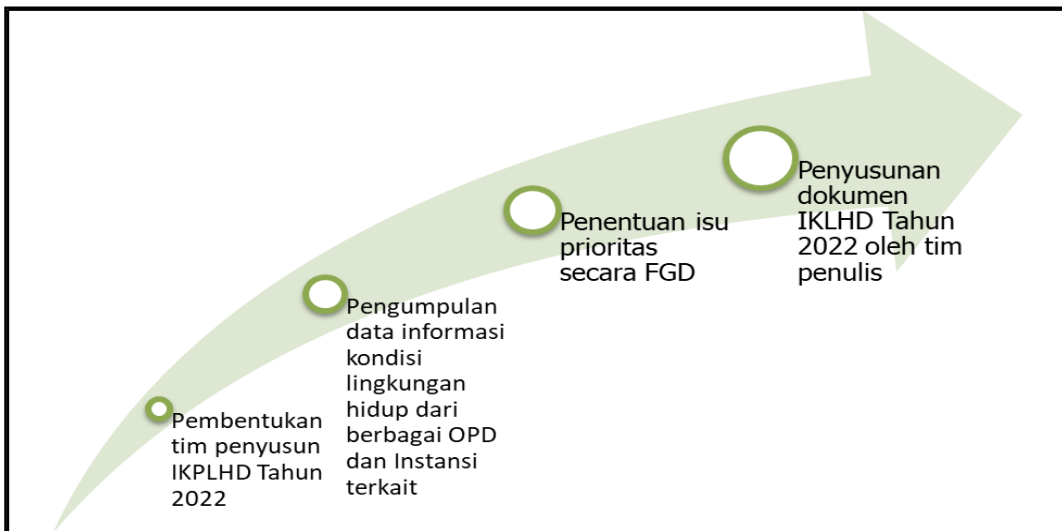 Pembentukan
tim penyusun
IKPLHD Tahun
2022
Pengumpulan
data informasi
kondisi
lingkungan
hidup dari
berbagai OPD
dan Instansi
terkait
Penentuan isu
prioritas
secara FGD
Penyusunan
dokumen
IKLHD Tahun
2022 oleh tim
penulis